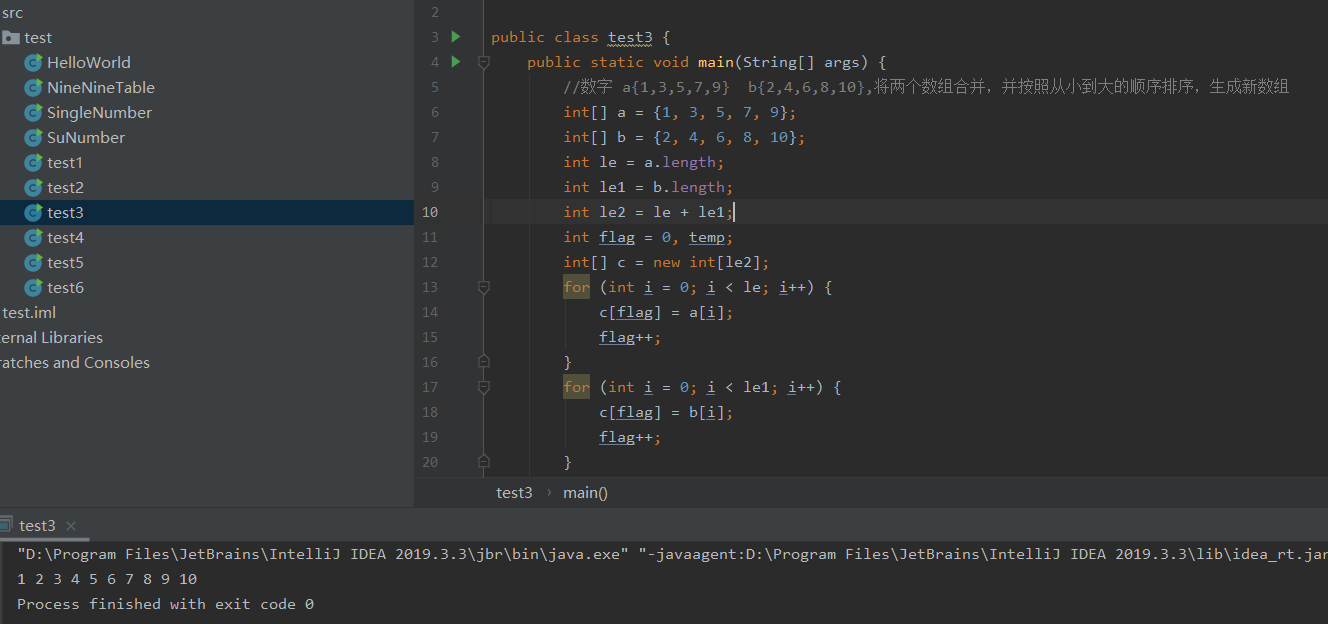 src
test
HelloWorld
NineNineTable
SingleNumber
SuNumber
test1
test2
test3
test4
test5
test6
test.iml
ernal Libraries
ratches and Consoles
2
3 public class test3 {
4 public static void main(String[] args) {
5 //数字 a{1,3,5,7,9} b{2,4,6,8,10},将两个数组合并，并按照从小到大的顺序排序，生成新数组
6 int[] a = {1, 3, 5, 7, 9};
7 int[] b = {2, 4, 6, 8, 10};
8 int le = a.length;
9 int le1 = b.length;
10 int le2 = le + le1;
11 int flag = 0, temp;
12 int[] c = new int[le2];
13 for (int i = 0; i < le; i++) {
14 c[flag] = a[i];
15 flag++;
16 }
17 for (int i = 0; i < le1; i++) {
18 c[flag] = b[i];
19 flag++;
20 }
test3 › main()
test3 ×
"D:\Program Files\JetBrains\IntelliJ IDEA 2019.3.3\jbr\bin\java.exe" "-javaagent:D:\Program Files\JetBrains\IntelliJ IDEA 2019.3.3\lib\idea_rt.jar
1 2 3 4 5 6 7 8 9 10
Process finished with exit code 0